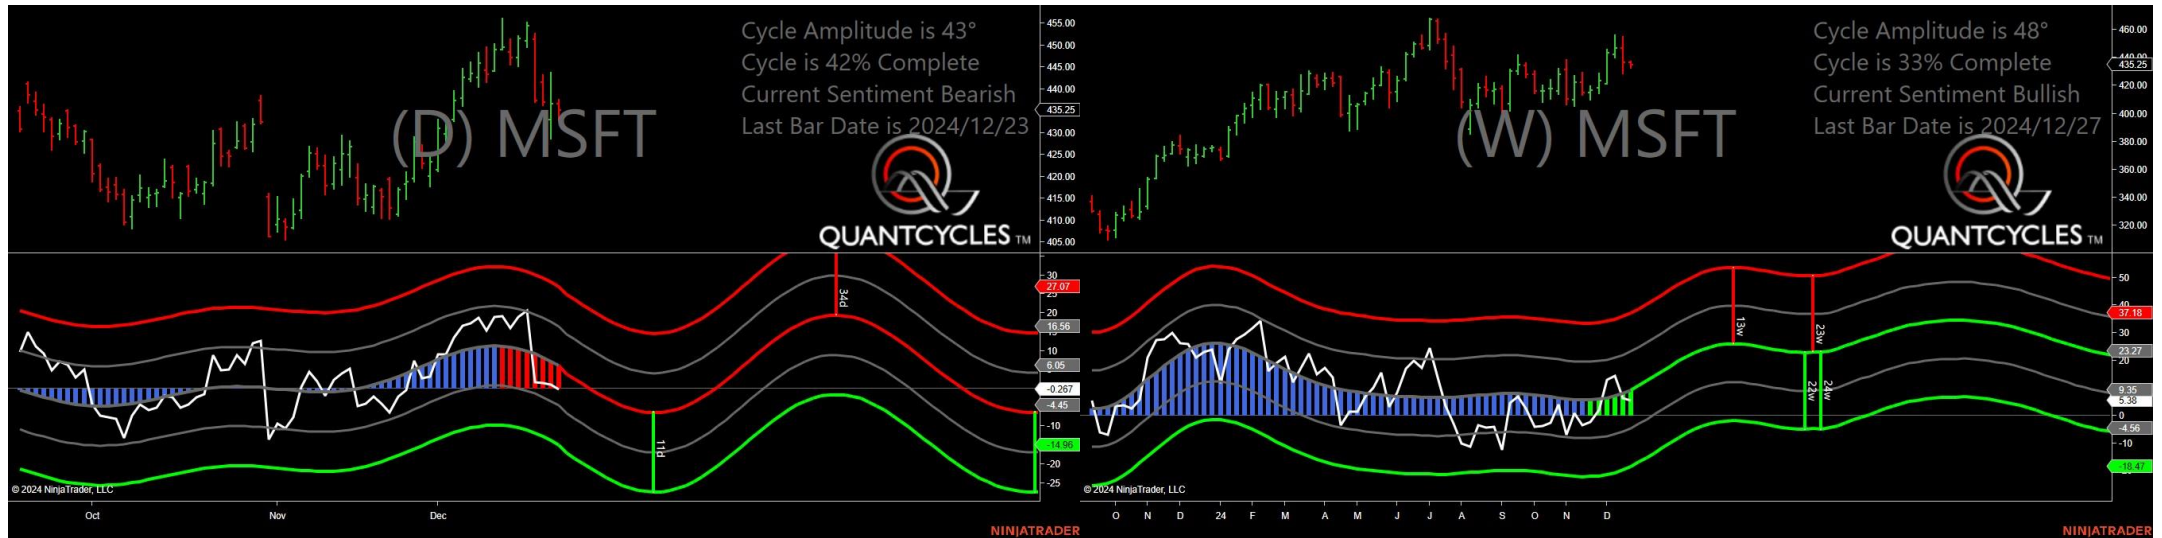 Cycle Amplitude is 43°
Cycle is 42% Complete
Current Sentiment Bearish
Last Bar Date is 2024/12/23
(D) MSFT
QUANTCYCLES TM
455.00
450.00
445.00
440.00
435.25
430.00
425.00
420.00
415.00
410.00
405.00
34d
11d
30
27.07
25
20
16.56
10
6.05
-0.267
-4.45
-10
-14.96
-20
-25
© 2024 NinjaTrader, LLC
Oct
Nov
Dec
NINJATRADER
Cycle Amplitude is 48°
Cycle is 33% Complete
Current Sentiment Bullish
Last Bar Date is 2024/12/27
(W) MSFT
QUANTCYCLES TM
460.00
440.00
435.25
420.00
400.00
380.00
360.00
340.00
320.00
13w
23w
22w
24w
50
40
37.18
30
23.27
20
9.35
5.38
0
-4.56
-10
-18.47
© 2024 NinjaTrader, LLC
O
N
D
24
F
M
A
M
J
J
A
S
O
N
D
NINJATRADER